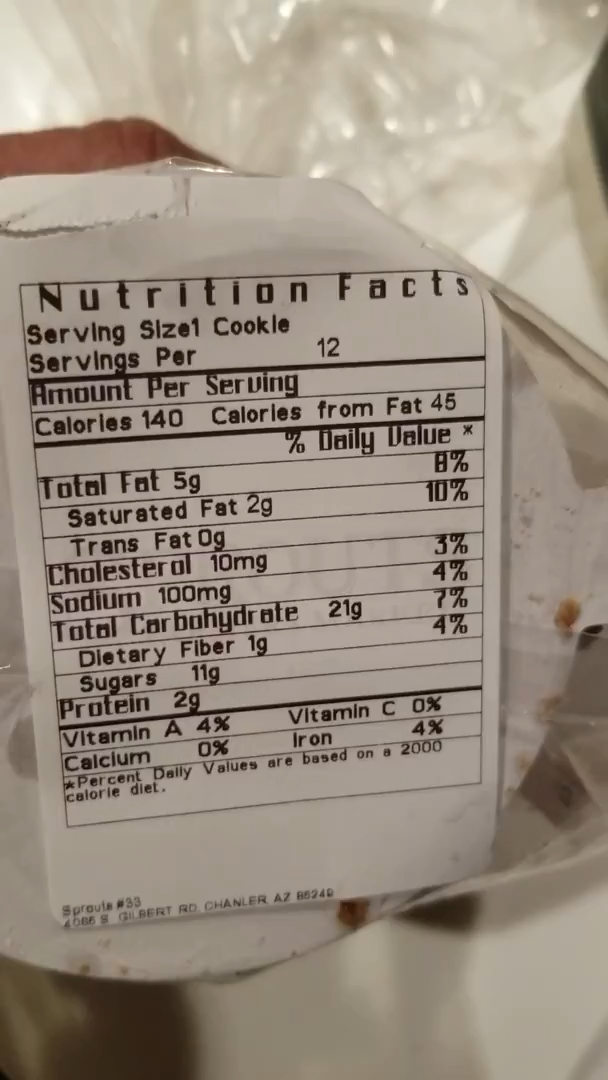 Nutrition Facts
Serving Size1 Cookie
Servings Per 12
Amount Per Serving
Calories 140 Calories from Fat 45
% Daily Value *
Total Fat 5g 8%
Saturated Fat 2g 10%
Trans Fat 0g
Cholesterol 10mg 3%
Sodium 100mg 4%
Total Carbohydrate 21g 7%
Dietary Fiber 1g 4%
Sugars 11g
Protein 2g
Vitamin A 4% Vitamin C 0%
Calcium 0% Iron 4%
*Percent Daily Values are based on a 2000
calorie diet.
Sprouts #33
4086 S GILBERT RD, CHANLER, AZ 85249